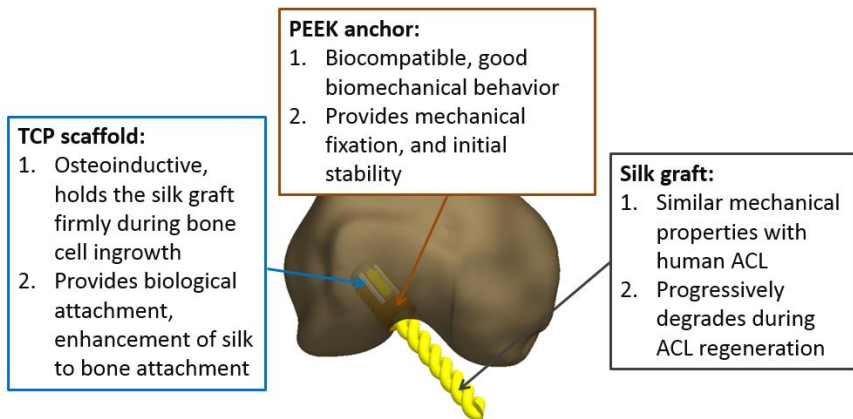 PEEK anchor:
1. Biocompatible, good
biomechanical behavior
2. Provides mechanical
fixation, and initial
stability
TCP scaffold:
1. Osteoinductive,
holds the silk graft
firmly during bone
cell ingrowth
2. Provides biological
attachment,
enhancement of silk
to bone attachment
Silk graft:
1. Similar mechanical
properties with
human ACL
2. Progressively
degrades during
ACL regeneration